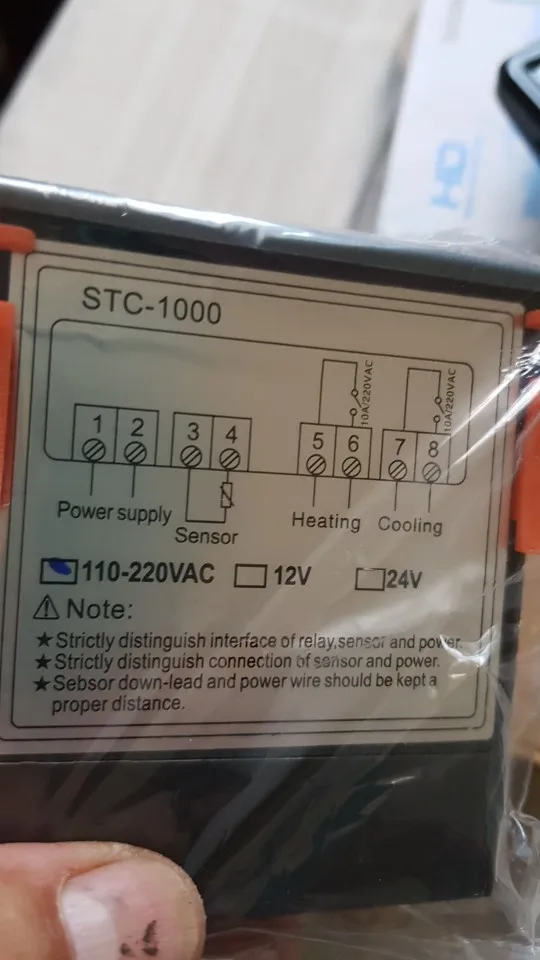 HD
STC-1000
10A/220VAC
10A/220VAC
1 2 3 4 5 6 7 8
Power supply
Sensor
Heating
Cooling
110-220VAC 12V 24V
Note:
★Strictly distinguish interface of relay,sensor and power.
★Strictly distinguish connection of sensor and power.
★Sebsor down-lead and power wire should be kept a
proper distance.